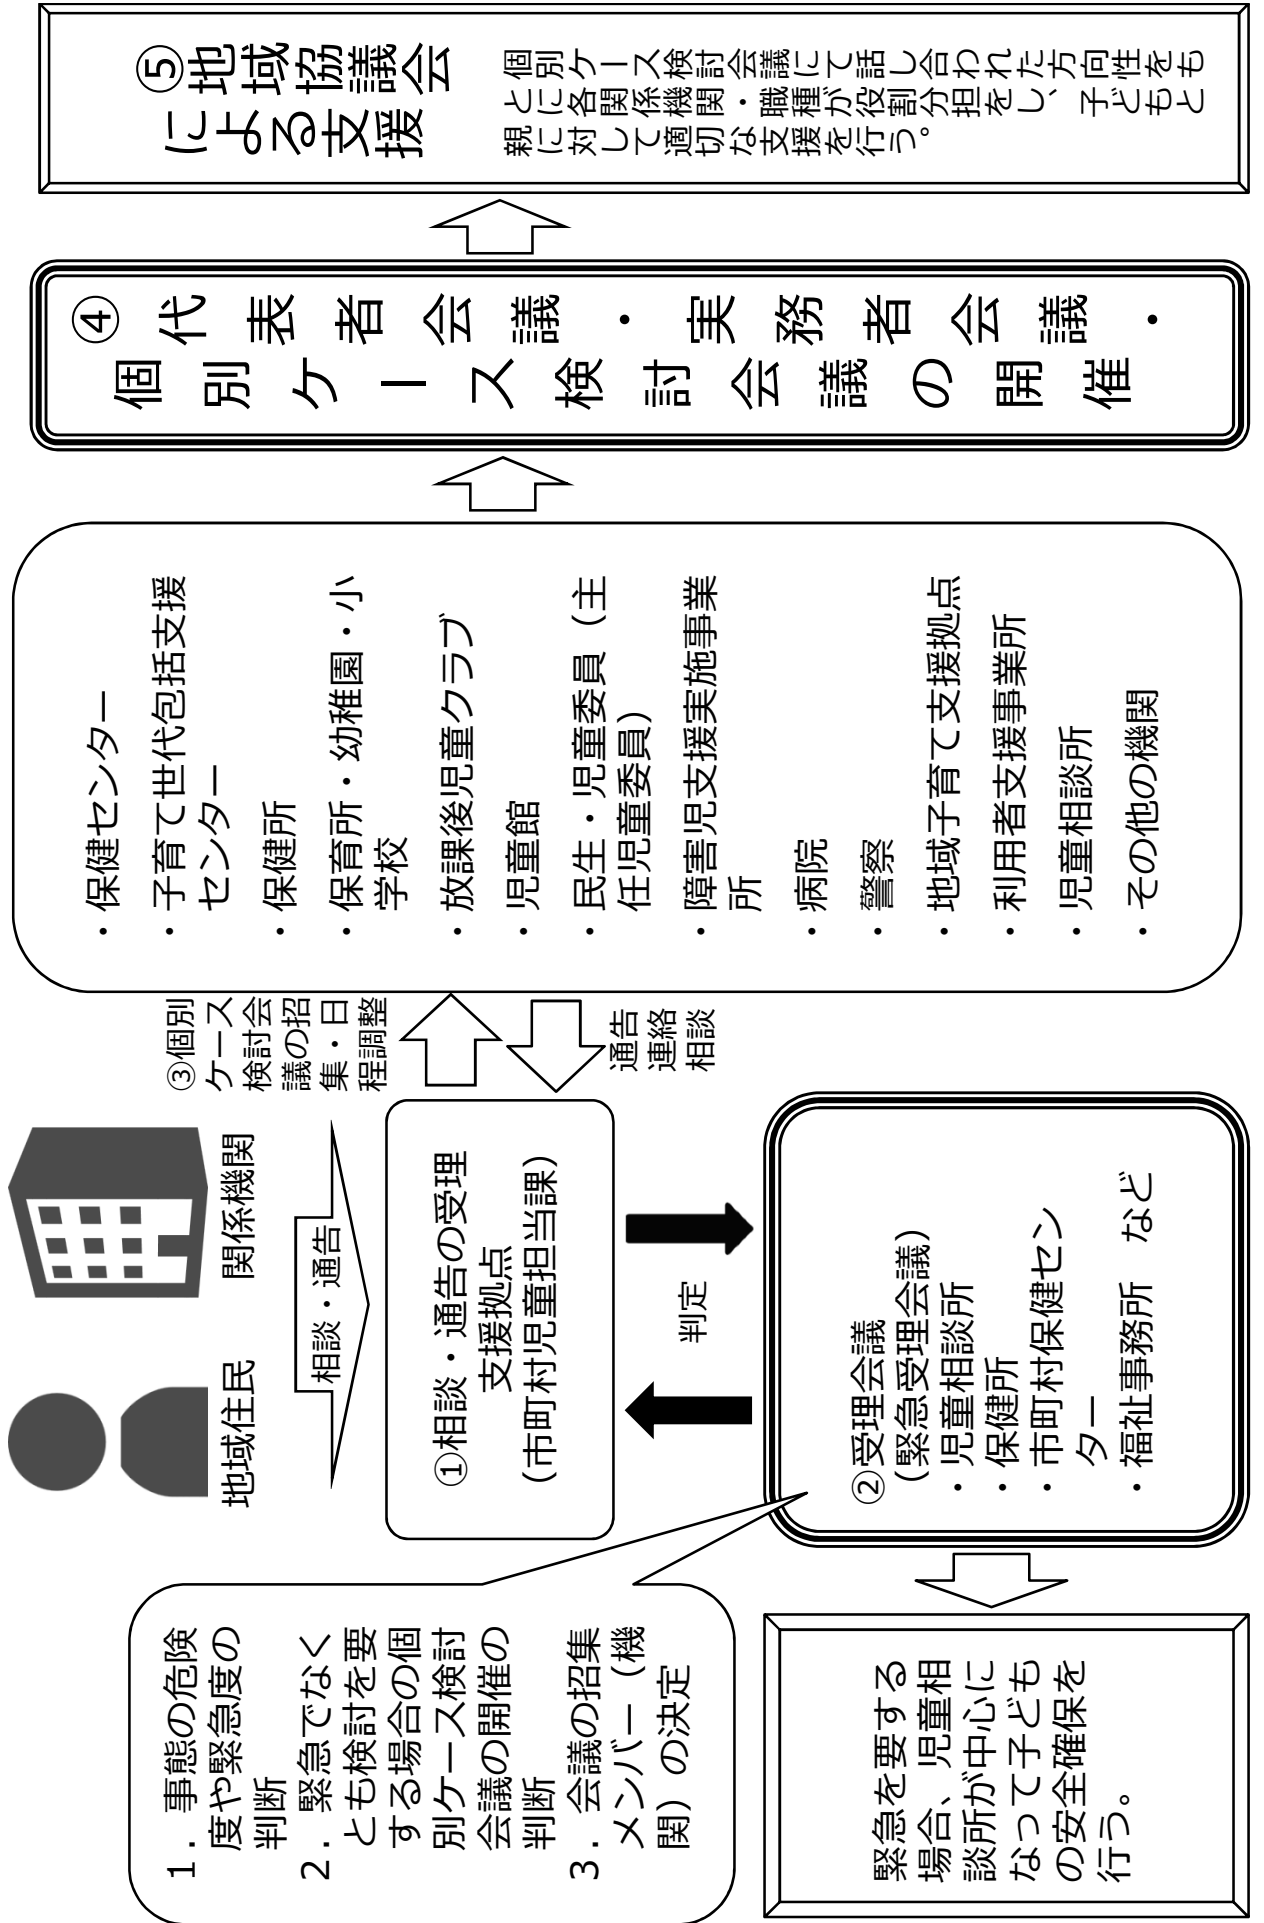 地域住民
関係機関
相談・通告
①相談・通告の受理
支援拠点
(市町村児童担当課)
判定
1．事態の危険
度や緊急度の
判断
2．緊急でなく
とも検討を要
する場合の個
別ケース検討
会議の開催の
判断
3．会議の招集
メンバー（機
関）の決定
②受理会議
(緊急受理会議)
・児童相談所
・保健所
・市町村保健セン
ター
・福祉事務所　など
緊急を要する
場合、児童相
談所が中心に
なって子ども
の安全確保を
行う。
③個別
ケース
検討会
議の招
集・日
程調整
通告
連絡
相談
・保健センター
・子育て世代包括支援
センター
・保健所
・保育所・幼稚園・小
学校
・放課後児童クラブ
・児童館
・民生・児童委員（主
任児童委員）
・障害児支援実施事業
所
・病院
・警察
・地域子育て支援拠点
・利用者支援事業所
・児童相談所
・その他の機関
④代表者会議・実務者会議・
個別ケース検討会議の開催
⑤地域協議会
による支援
個別ケース検討会議にて話し合われた方向性をも
とに各関係機関・職種が役割分担をし、子どもと
親に対して適切な支援を行う。